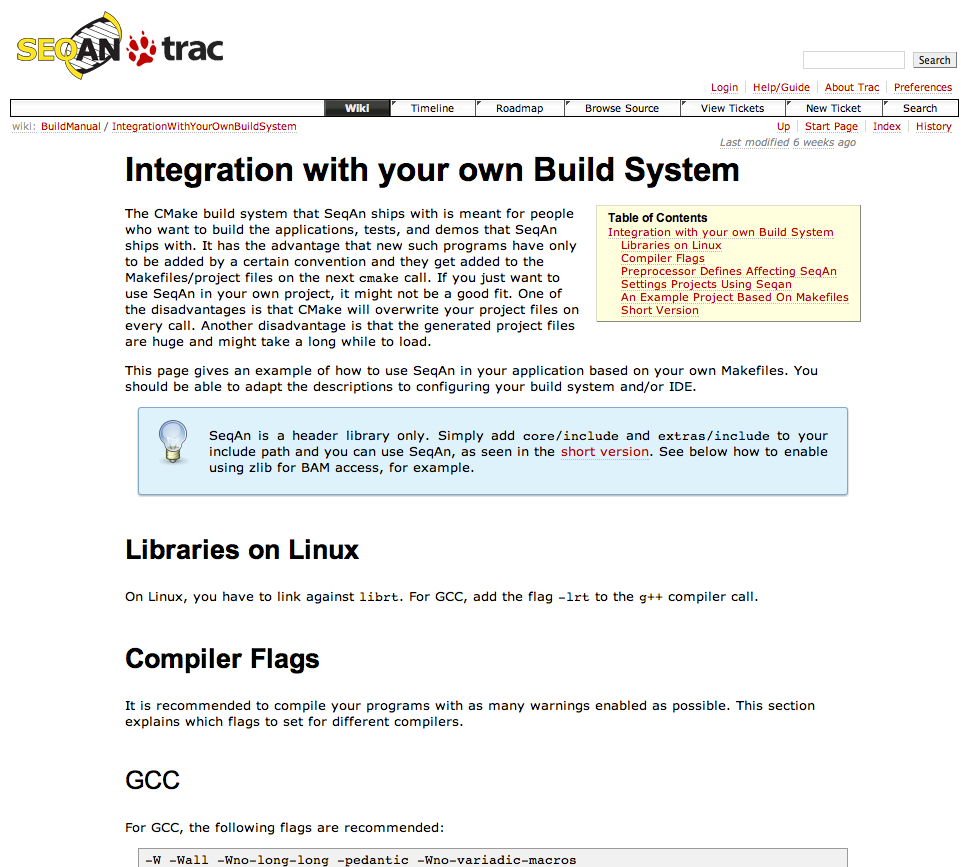 SEQAN trac
Search
Login Help/Guide About Trac Preferences
Wiki Timeline Roadmap Browse Source View Tickets New Ticket Search
wiki: BuildManual / IntegrationWithYourOwnBuildSystem
Up Start Page Index History
Last modified 6 weeks ago
Integration with your own Build System
The CMake build system that SeqAn ships with is meant for people
who want to build the applications, tests, and demos that SeqAn
ships with. It has the advantage that new such programs have only
to be added by a certain convention and they get added to the
Makefiles/project files on the next cmake call. If you just want to
use SeqAn in your own project, it might not be a good fit. One of
the disadvantages is that CMake will overwrite your project files on
every call. Another disadvantage is that the generated project files
are huge and might take a long while to load.
Table of Contents
Integration with your own Build System
Libraries on Linux
Compiler Flags
Preprocessor Defines Affecting SeqAn
Settings Projects Using Seqan
An Example Project Based On Makefiles
Short Version
This page gives an example of how to use SeqAn in your application based on your own Makefiles. You
should be able to adapt the descriptions to configuring your build system and/or IDE.
SeqAn is a header library only. Simply add core/include and extras/include to your
include path and you can use SeqAn, as seen in the short version. See below how to enable
using zlib for BAM access, for example.
Libraries on Linux
On Linux, you have to link against librt. For GCC, add the flag -lrt to the g++ compiler call.
Compiler Flags
It is recommended to compile your programs with as many warnings enabled as possible. This section
explains which flags to set for different compilers.
GCC
For GCC, the following flags are recommended:
-W -Wall -Wno-long-long -pedantic -Wno-variadic-macros